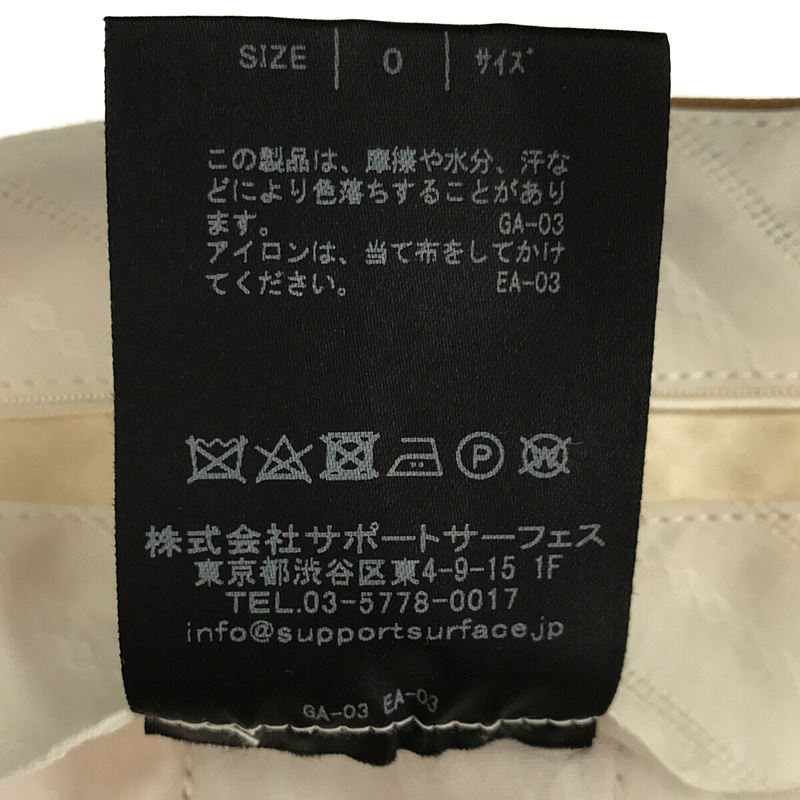 SIZE 0 サイズ
この製品は、摩擦や水分、汗な
どにより色落ちすることがあり
ます。 GA-03
アイロンは、当て布をしてかけ
てください。 EA-03
P W
株式会社サポートサーフェス
東京都渋谷区東4-9-15 1F
TEL.03-5778-0017
info@supportsurface.jp
GA-03 EA-03